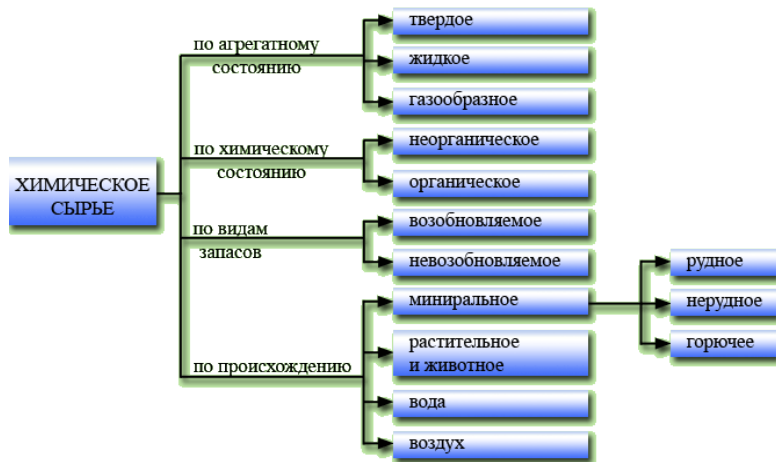 ХИМИЧЕСКОЕ
СЫРЬЕ
по агрегатному
состоянию
твердое
жидкое
газообразное
по химическому
состоянию
неорганическое
органическое
по видам
запасов
возобновляемое
невозобновляемое
по происхождению
миниральное
растительное
и животное
вода
воздух
рудное
нерудное
горючее